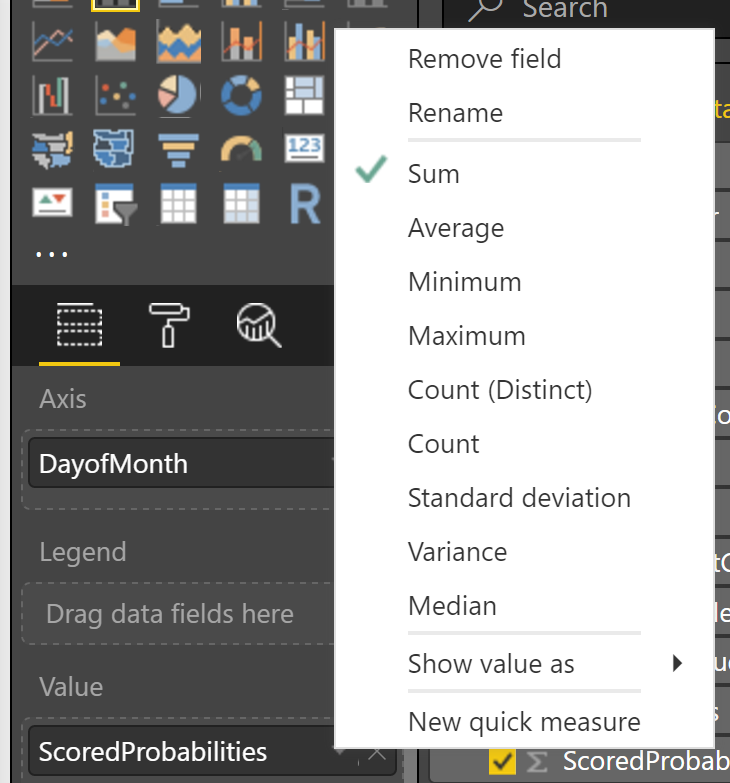 Search
Remove field
Rename
Sum
Average
Minimum
Maximum
Count (Distinct)
Count
Standard deviation
Variance
Median
Show value as
New quick measure
123
R
...
Axis
DayofMonth
Legend
Drag data fields here
Value
ScoredProbabilities
Σ ScoredProbab